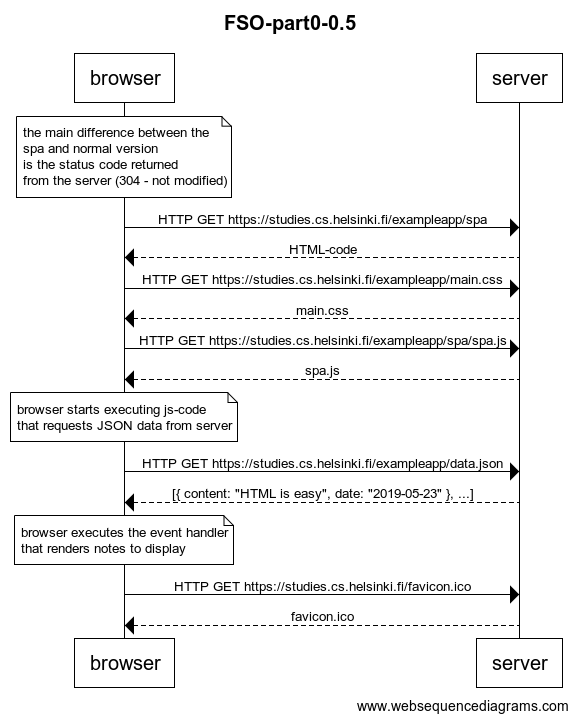 FSO-part0-0.5
browser
server
the main difference between the
spa and normal version
is the status code returned
from the server (304 - not modified)
HTTP GET https://studies.cs.helsinki.fi/exampleapp/spa
HTML-code
HTTP GET https://studies.cs.helsinki.fi/exampleapp/main.css
main.css
HTTP GET https://studies.cs.helsinki.fi/exampleapp/spa/spa.js
spa.js
browser starts executing js-code
that requests JSON data from server
HTTP GET https://studies.cs.helsinki.fi/exampleapp/data.json
[{ content: "HTML is easy", date: "2019-05-23" }, ...]
browser executes the event handler
that renders notes to display
HTTP GET https://studies.cs.helsinki.fi/favicon.ico
favicon.ico
browser
server
www.websequencediagrams.com